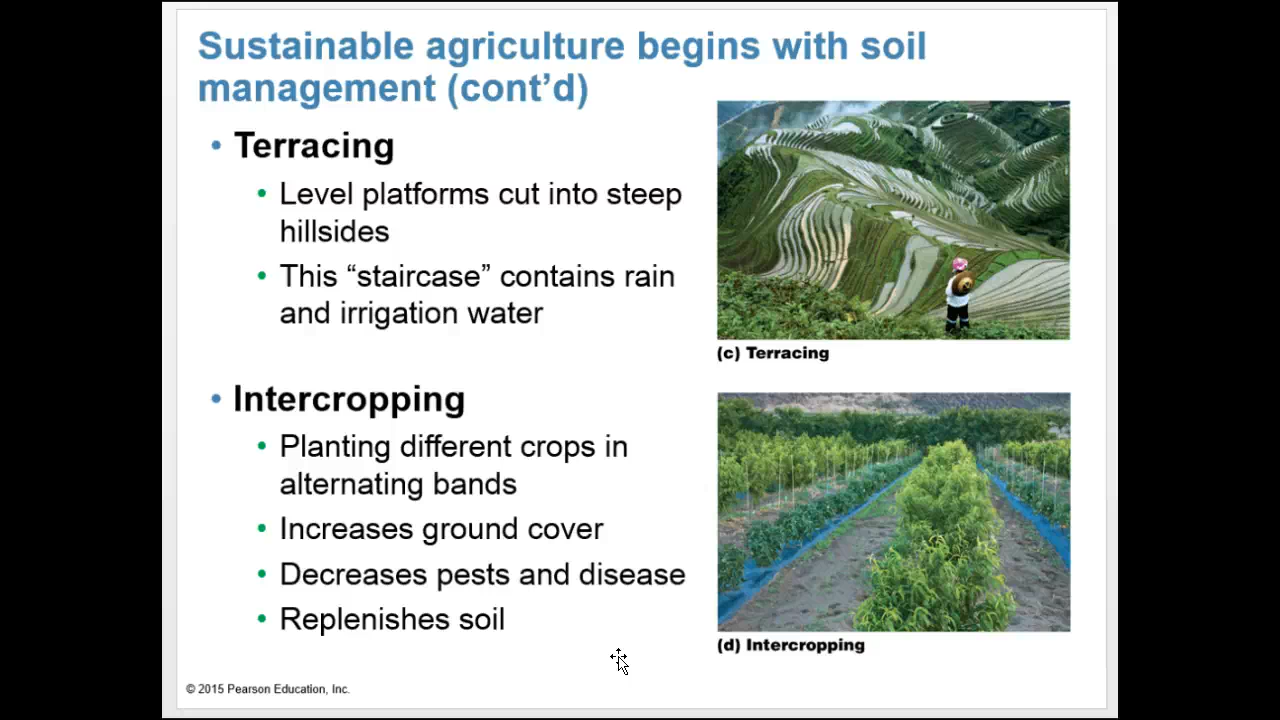 Sustainable agriculture begins with soil
management (cont’d)
• Terracing
• Level platforms cut into steep
hillsides
• This “staircase” contains rain
and irrigation water
(c) Terracing
• Intercropping
• Planting different crops in
alternating bands
• Increases ground cover
• Decreases pests and disease
• Replenishes soil
(d) Intercropping
© 2015 Pearson Education, Inc.